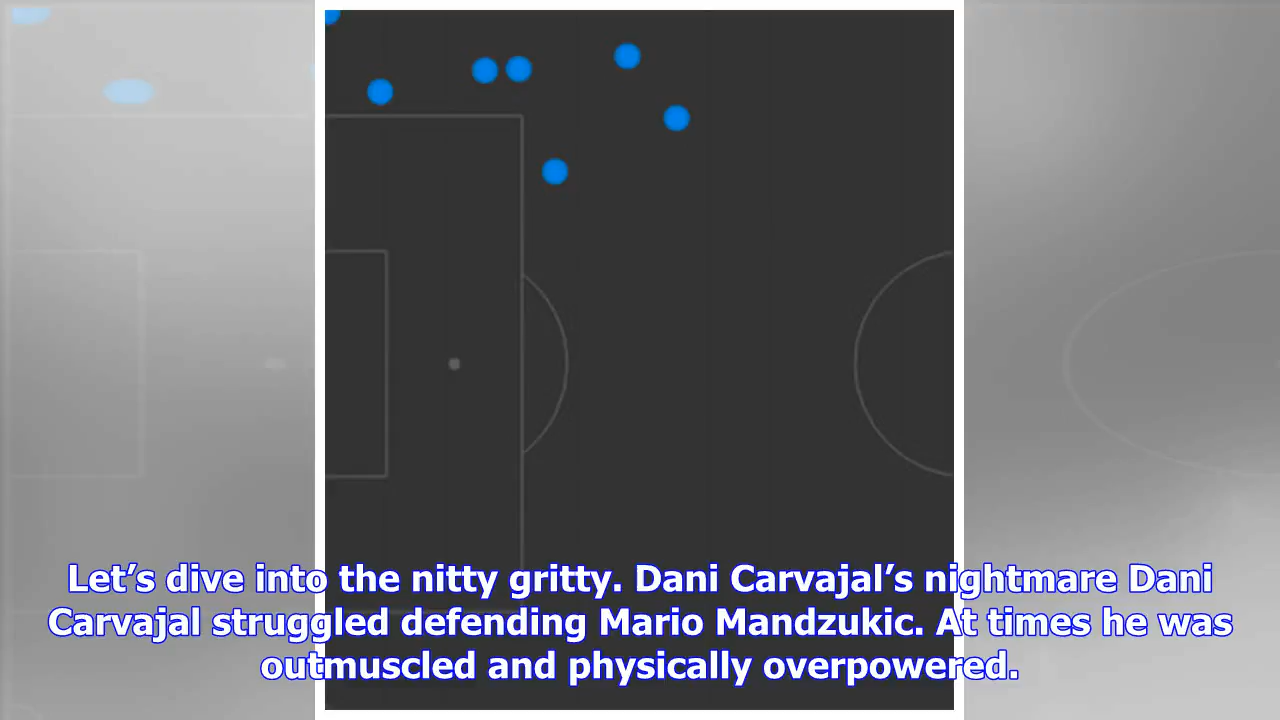 Let’s dive into the nitty gritty. Dani Carvajal’s nightmare Dani
Carvajal struggled defending Mario Mandzukic. At times he was
outmuscled and physically overpowered.